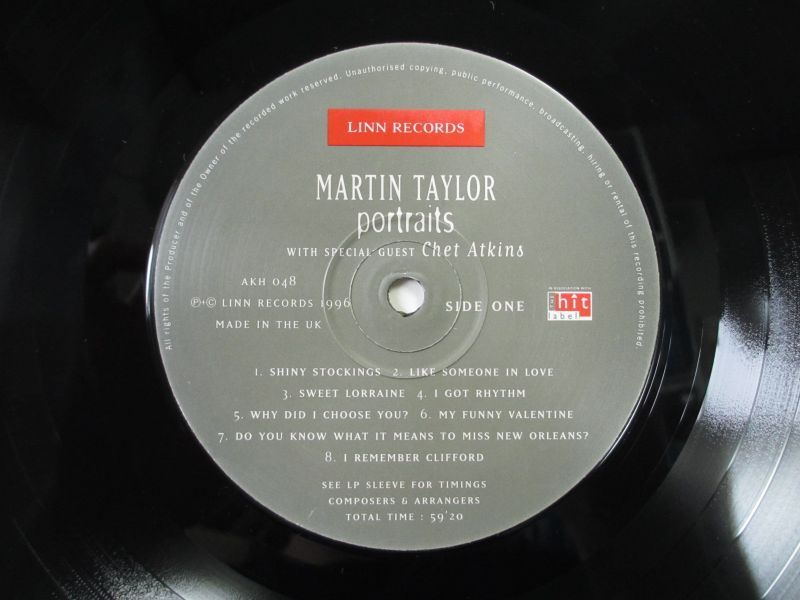 All rights of the Producer and of the Owner of the recorded work reserved. Unauthorised copying, public performance, broadcasting, hiring or rental of this recording prohibited.
LINN RECORDS
MARTIN TAYLOR
portraits
WITH SPECIAL GUEST Chet Atkins
AKH 048
℗+© LINN RECORDS 1996
MADE IN THE UK
SIDE ONE
IN ASSOCIATION WITH
THE hit label
1. SHINY STOCKINGS 2. LIKE SOMEONE IN LOVE
3. SWEET LORRAINE 4. I GOT RHYTHM
5. WHY DID I CHOOSE YOU? 6. MY FUNNY VALENTINE
7. DO YOU KNOW WHAT IT MEANS TO MISS NEW ORLEANS?
8. I REMEMBER CLIFFORD
SEE LP SLEEVE FOR TIMINGS
COMPOSERS & ARRANGERS
TOTAL TIME : 59'20